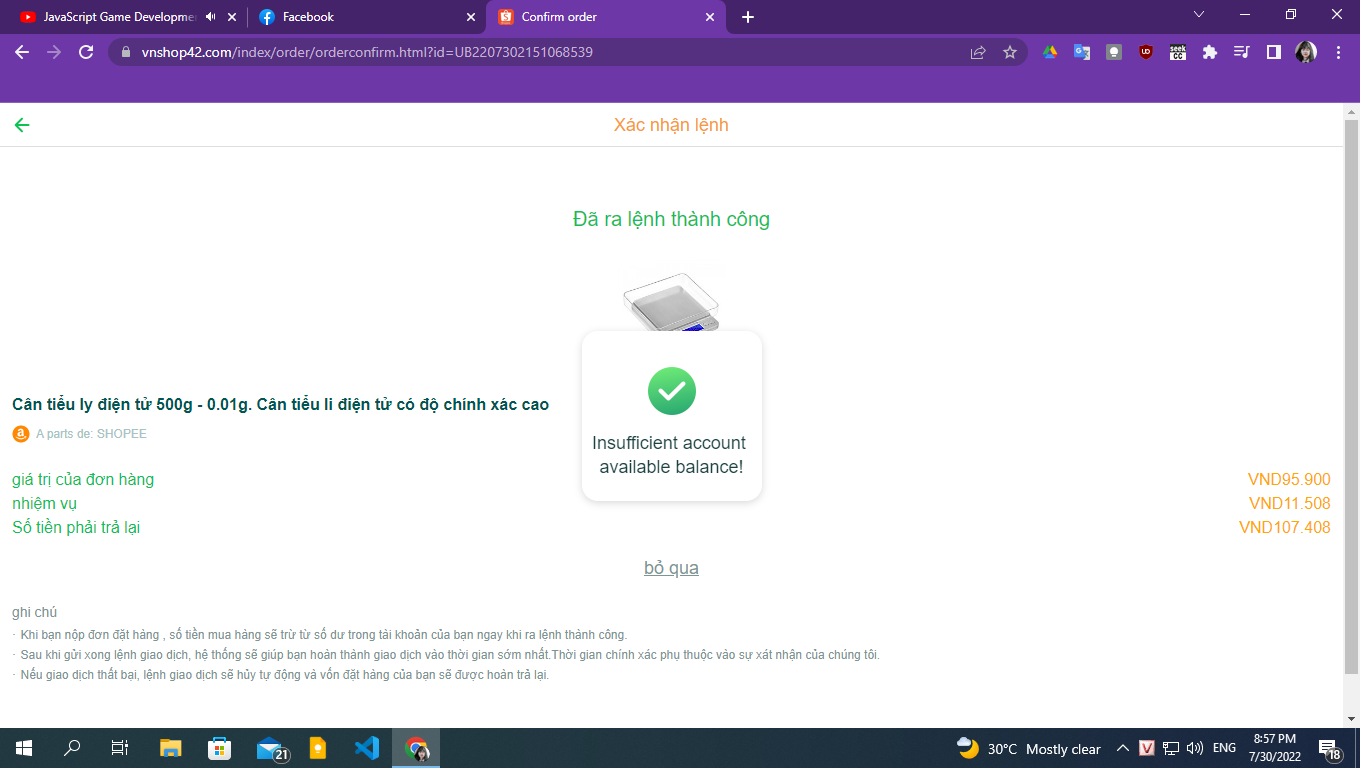 JavaScript Game Developme
Facebook
Confirm order
vnshop42.com/index/order/orderconfirm.html?id=UB2207302151068539
seek
CC
Xác nhận lệnh
Đã ra lệnh thành công
Insufficient account
available balance!
Cân tiểu ly điện tử 500g - 0.01g. Cân tiểu li điện tử có độ chính xác cao
A parts de: SHOPEE
giá trị của đơn hàng VND95.900
nhiệm vụ VND11.508
Số tiền phải trả lại VND107.408
bỏ qua
ghi chú
· Khi bạn nộp đơn đặt hàng , số tiền mua hàng sẽ trừ từ số dư trong tài khoản của bạn ngay khi ra lệnh thành công.
· Sau khi gửi xong lệnh giao dịch, hệ thống sẽ giúp bạn hoàn thành giao dịch vào thời gian sớm nhất.Thời gian chính xác phụ thuộc vào sự xát nhận của chúng tôi.
· Nếu giao dịch thất bại, lệnh giao dịch sẽ hủy tự động và vốn đặt hàng của bạn sẽ được hoàn trả lại.
21
30°C Mostly clear
V
ENG
8:57 PM
7/30/2022
18